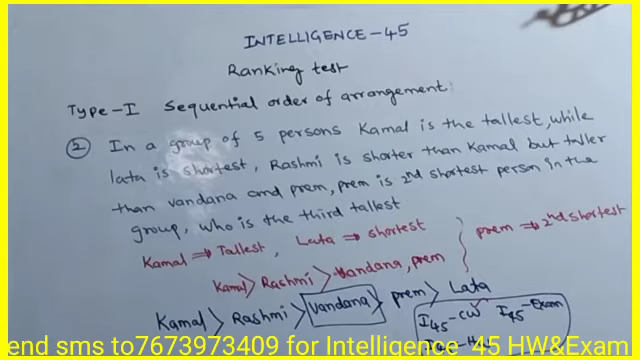 INTELLIGENCE-45
Ranking test
Type-I Sequential order of arrangement:
② In a group of 5 persons Kamal is the tallest, while
lata is shortest, Rashmi is shorter than Kamal but taller
than Vandana and prem, prem is 2nd shortest person in the
group, who is the third tallest
Kamal ⇒ Tallest, Lata ⇒ shortest
prem ⇒ 2nd shortest
Kamal > Rashmi > Vandana, prem
Kamal > Rashmi > Vandana > prem > Lata
I45-CW I45-Exam
end sms to7673973409 for Intelligence 45 HW&Exam